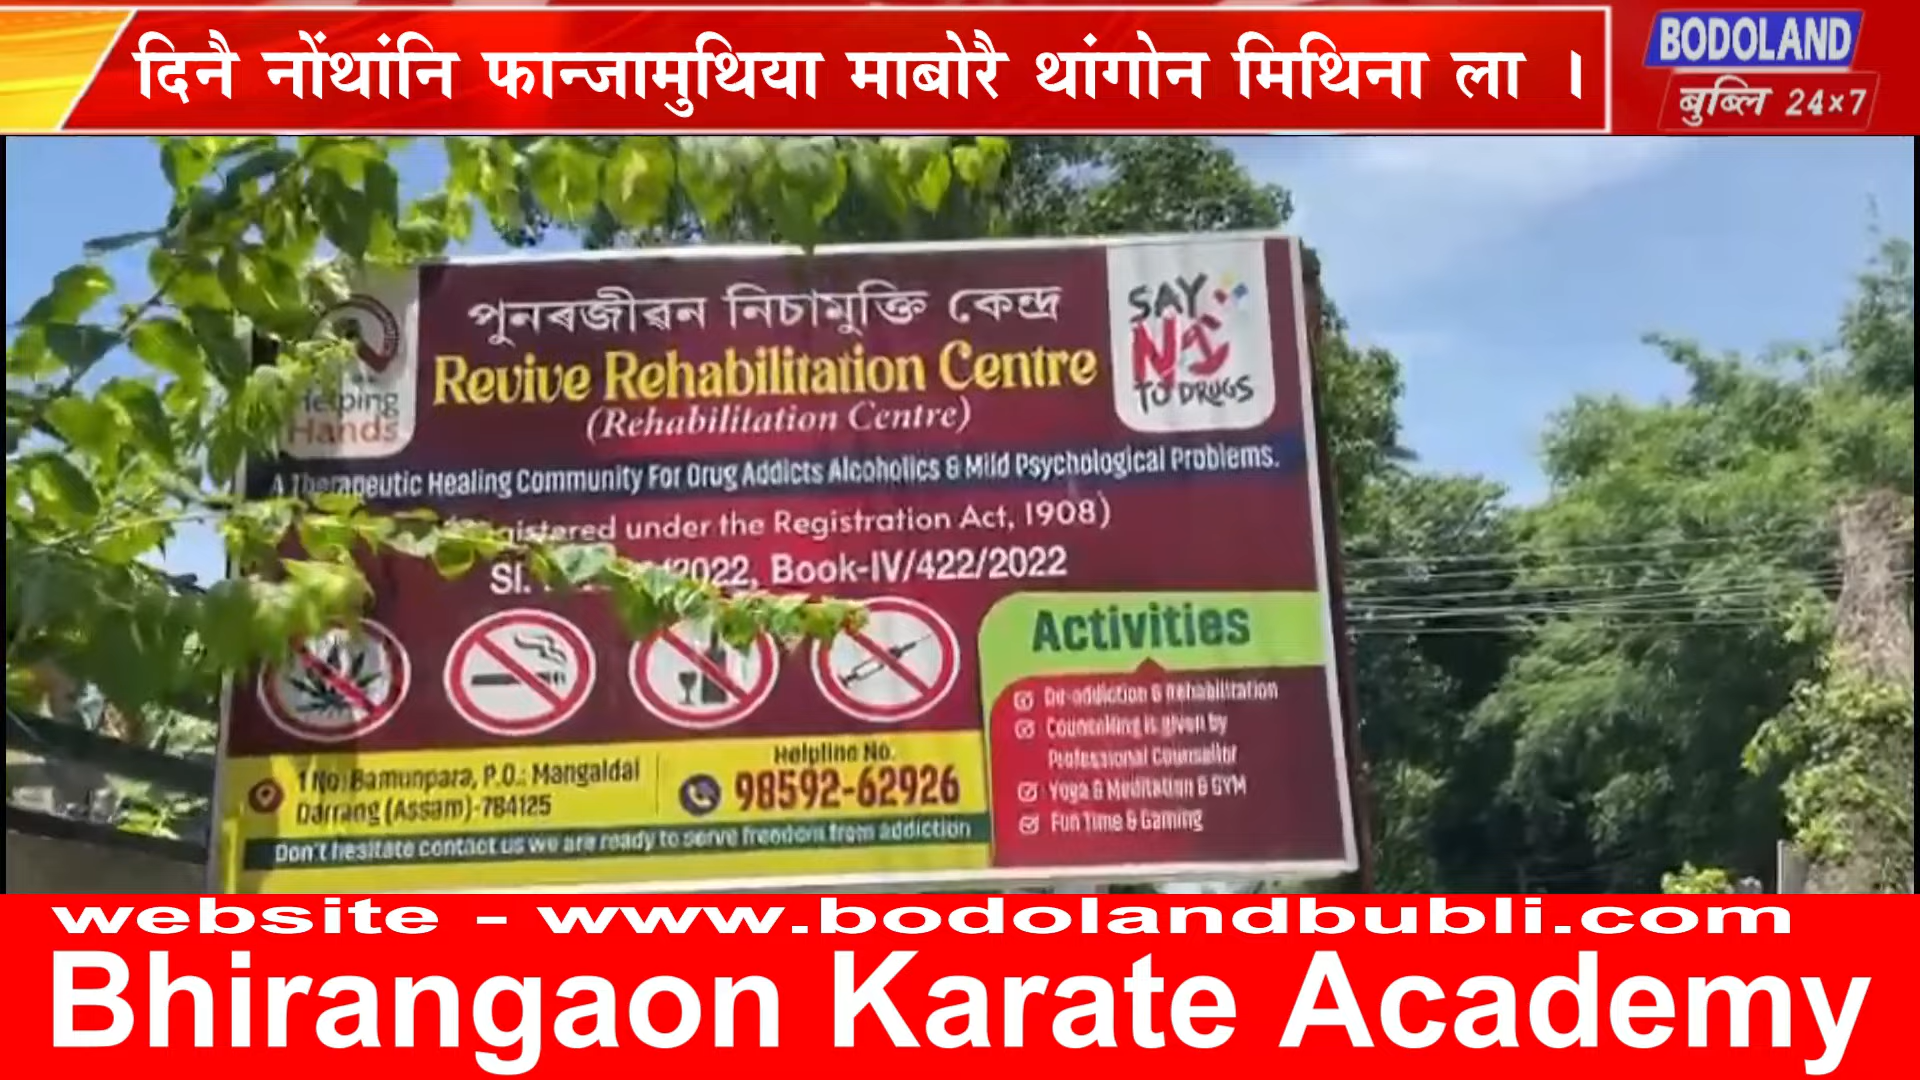 दिनै नोंथांनि फान्जामुथिया माबोरै थांगोन मिथिना ला ।
BODOLAND
बुब्लि 24×7
পুনৰজীৱন নিচামুক্তি কেন্দ্ৰ
Revive Rehabilitation Centre
(Rehabilitation Centre)
Helping
Hands
SAY
NO
TO DRUGS
A Therapeutic Healing Community For Drug Addicts Alcoholics & Mild Psychological Problems.
under the Registration Act, 1908)
Sl. 2022, Book-IV/422/2022
Activities
De-addiction & Rehabilitation
Counselling is given by
Professional Counsellor
Yoga & Meditation & GYM
Fun Time & Gaming
1 No. Bamunpara, P.O.: Mangaldai
Darrang (Assam)-784125
Helpline No.
98592-62926
Don't hesitate contact us we are ready to serve freedom from addiction
website - www.bodolandbubli.com
Bhirangaon Karate Academy